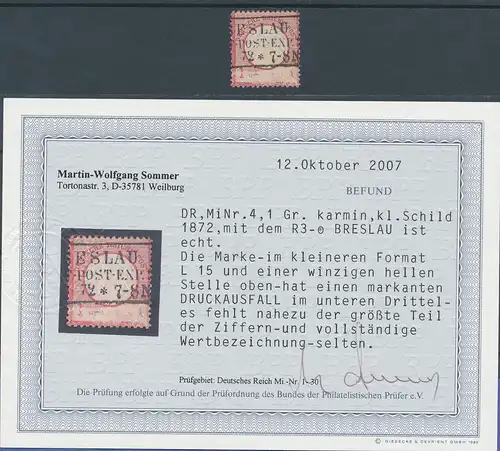 ESLAU
POST-EXP.
72 * 7-8N
Martin-Wolfgang Sommer
Tortonastr. 3, D-35781 Weilburg
12.Oktober 2007
BEFUND
DR,MiNr.4,1 Gr. karmin,kl.Schild
1872,mit dem R3-⊙ BRESLAU ist
echt.
Die Marke-im kleineren Format
L 15 und einer winzigen hellen
Stelle oben-hat einen markanten
DRUCKAUSFALL im unteren Drittel-
es fehlt nahezu der größte Teil
der Ziffern-und vollständige
Wertbezeichnung-selten.
ESLAU
POST-EXP.
72 * 7-8N
Prüfgebiet: Deutsches Reich Mi -Nr. 1-30
Die Prüfung erfolgte auf Grund der Prüfordnung des Bundes der Philatelistischen Prüfer e.V.
© GIESECKE & DEVRIENT GMBH 1990